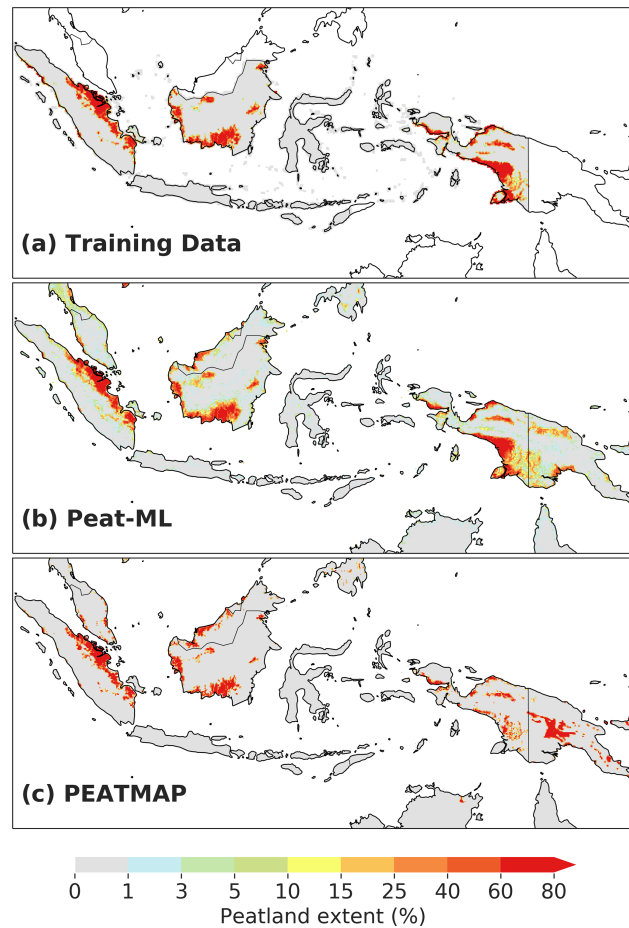 (a) Training Data
(b) Peat-ML
(c) PEATMAP
0 1 3 5 10 15 25 40 60 80
Peatland extent (%)